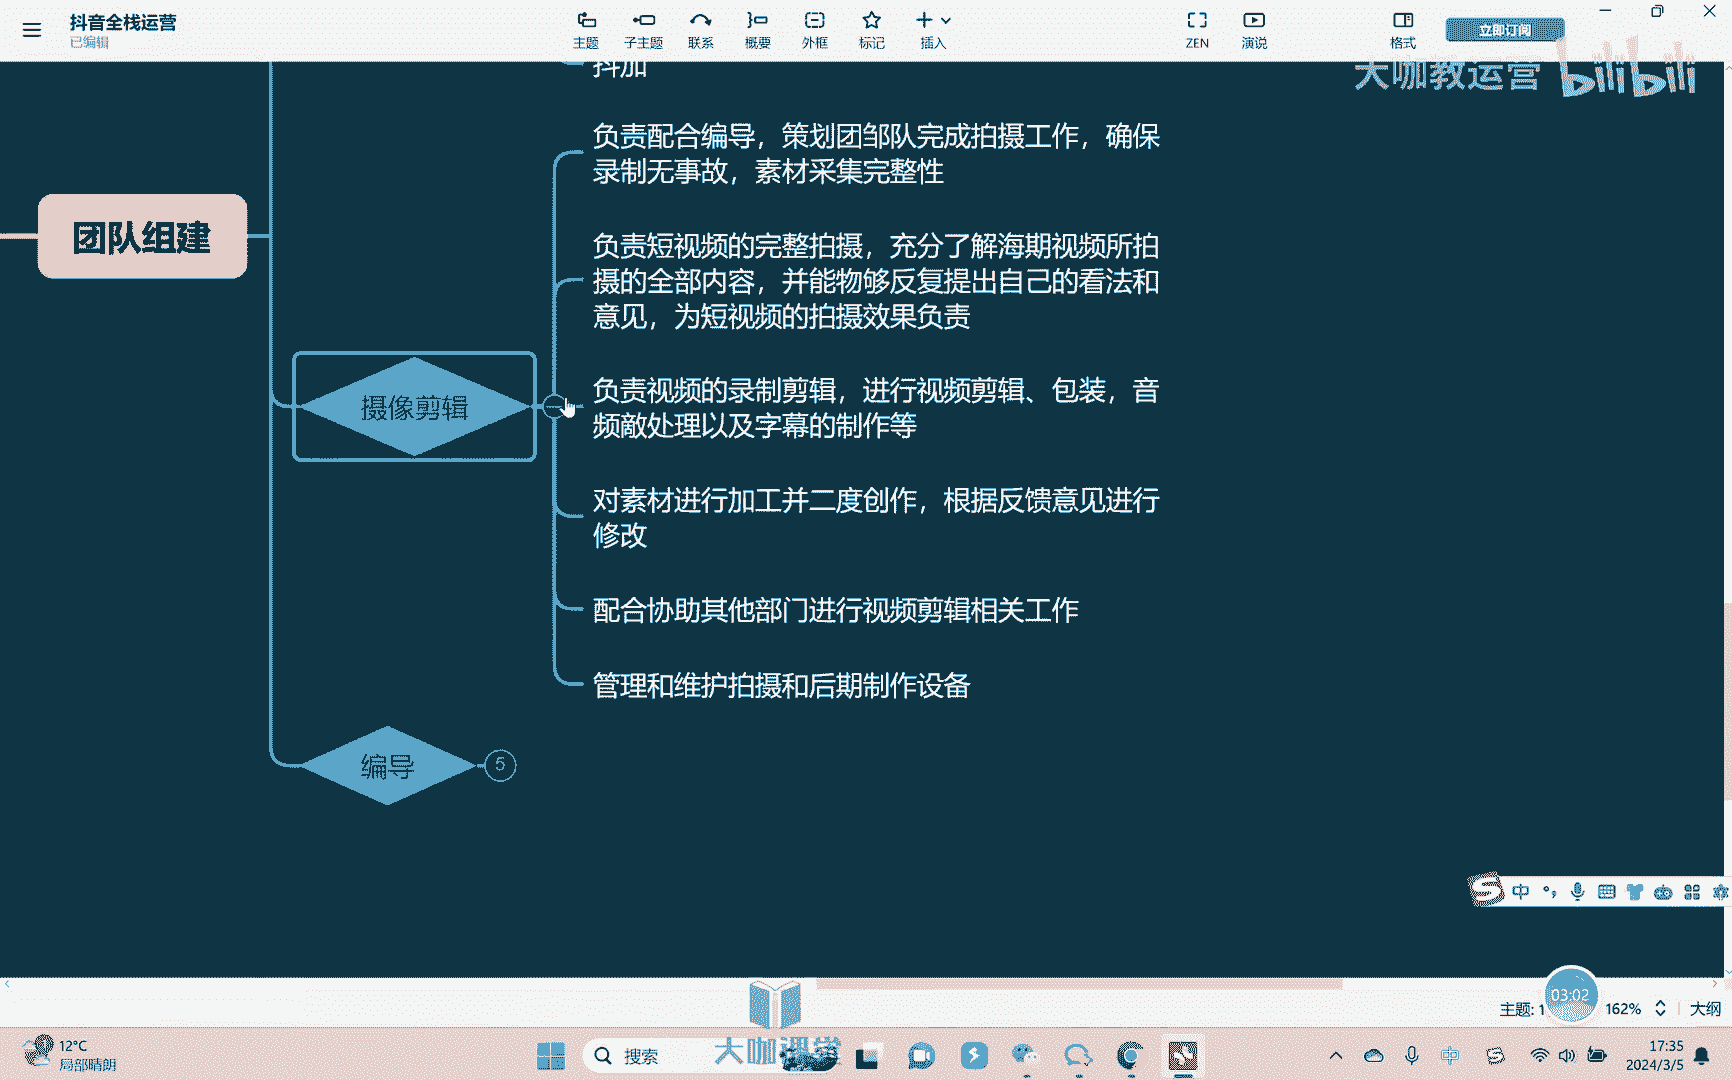 抖音全栈运营
已编辑
主题
子主题
联系
概要
外框
标记
插入
ZEN
演说
格式
立即订阅
抖加
大咖教运营
bilibili
负责配合编导，策划团邹队完成拍摄工作，确保
录制无事故，素材采集完整性
团队组建
负责短视频的完整拍摄，充分了解海期视频所拍
摄的全部内容，并能物够反复提出自己的看法和
意见，为短视频的拍摄效果负责
摄像剪辑
负责视频的录制剪辑，进行视频剪辑、包装，音
频敵处理以及字幕的制作等
对素材进行加工并二度创作，根据反馈意见进行
修改
配合协助其他部门进行视频剪辑相关工作
管理和维护拍摄和后期制作设备
编导
5
中
03:02
主题: 1
162%
大纲
12°C
局部晴朗
搜索
大咖课堂
中
17:35
2024/3/5